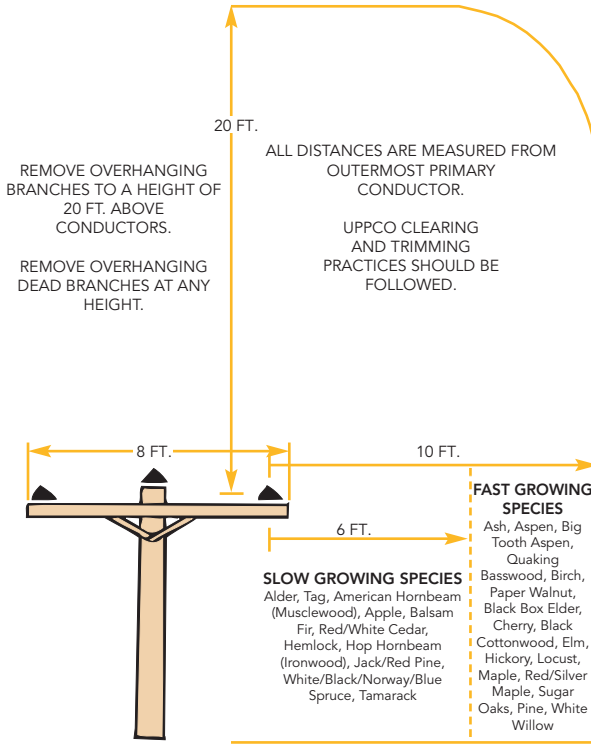 20 FT.
REMOVE OVERHANGING
BRANCHES TO A HEIGHT OF
20 FT. ABOVE
CONDUCTORS.
REMOVE OVERHANGING
DEAD BRANCHES AT ANY
HEIGHT.
ALL DISTANCES ARE MEASURED FROM
OUTERMOST PRIMARY
CONDUCTOR.
UPPCO CLEARING
AND TRIMMING
PRACTICES SHOULD BE
FOLLOWED.
8 FT.
10 FT.
6 FT.
SLOW GROWING SPECIES
Alder, Tag, American Hornbeam
(Musclewood), Apple, Balsam
Fir, Red/White Cedar,
Hemlock, Hop Hornbeam
(Ironwood), Jack/Red Pine,
White/Black/Norway/Blue
Spruce, Tamarack
FAST GROWING
SPECIES
Ash, Aspen, Big
Tooth Aspen,
Quaking
Basswood, Birch,
Paper Walnut,
Black Box Elder,
Cherry, Black
Cottonwood, Elm,
Hickory, Locust,
Maple, Red/Silver
Maple, Sugar
Oaks, Pine, White
Willow